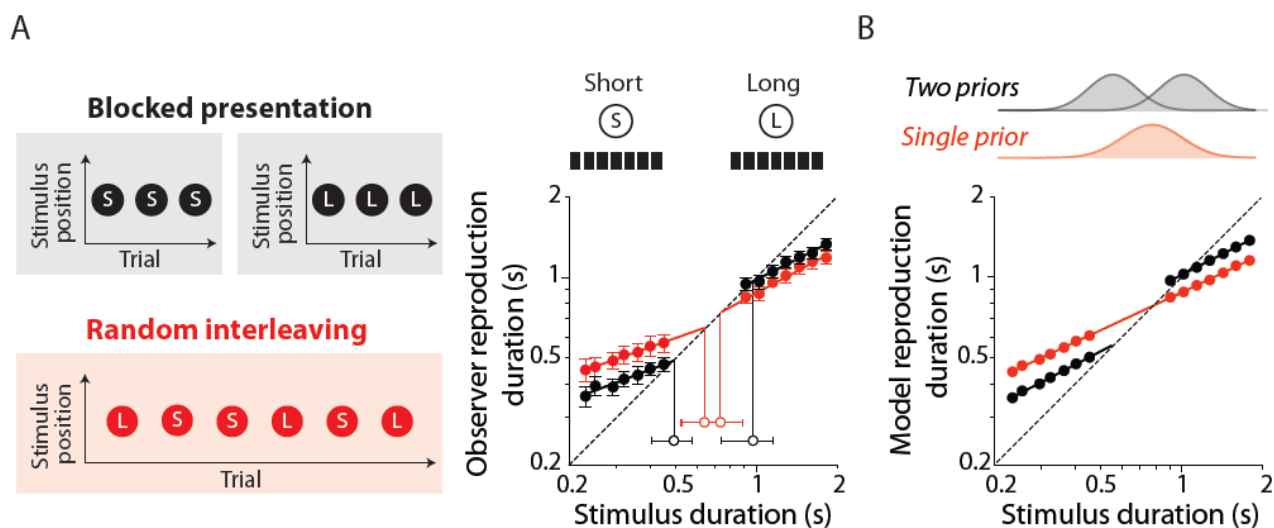 A
Blocked presentation
Stimulus
position
S S S
Trial
Stimulus
position
L L L
Trial
Random interleaving
Stimulus
position
L S S L S L
Trial
Short
S
Long
L
Observer reproduction
duration (s)
2
1
0.5
0.2
0.2 0.5 1 2
Stimulus duration (s)
B
Two priors
Single prior
Model reproduction
duration (s)
2
1
0.5
0.2
0.2 0.5 1 2
Stimulus duration (s)